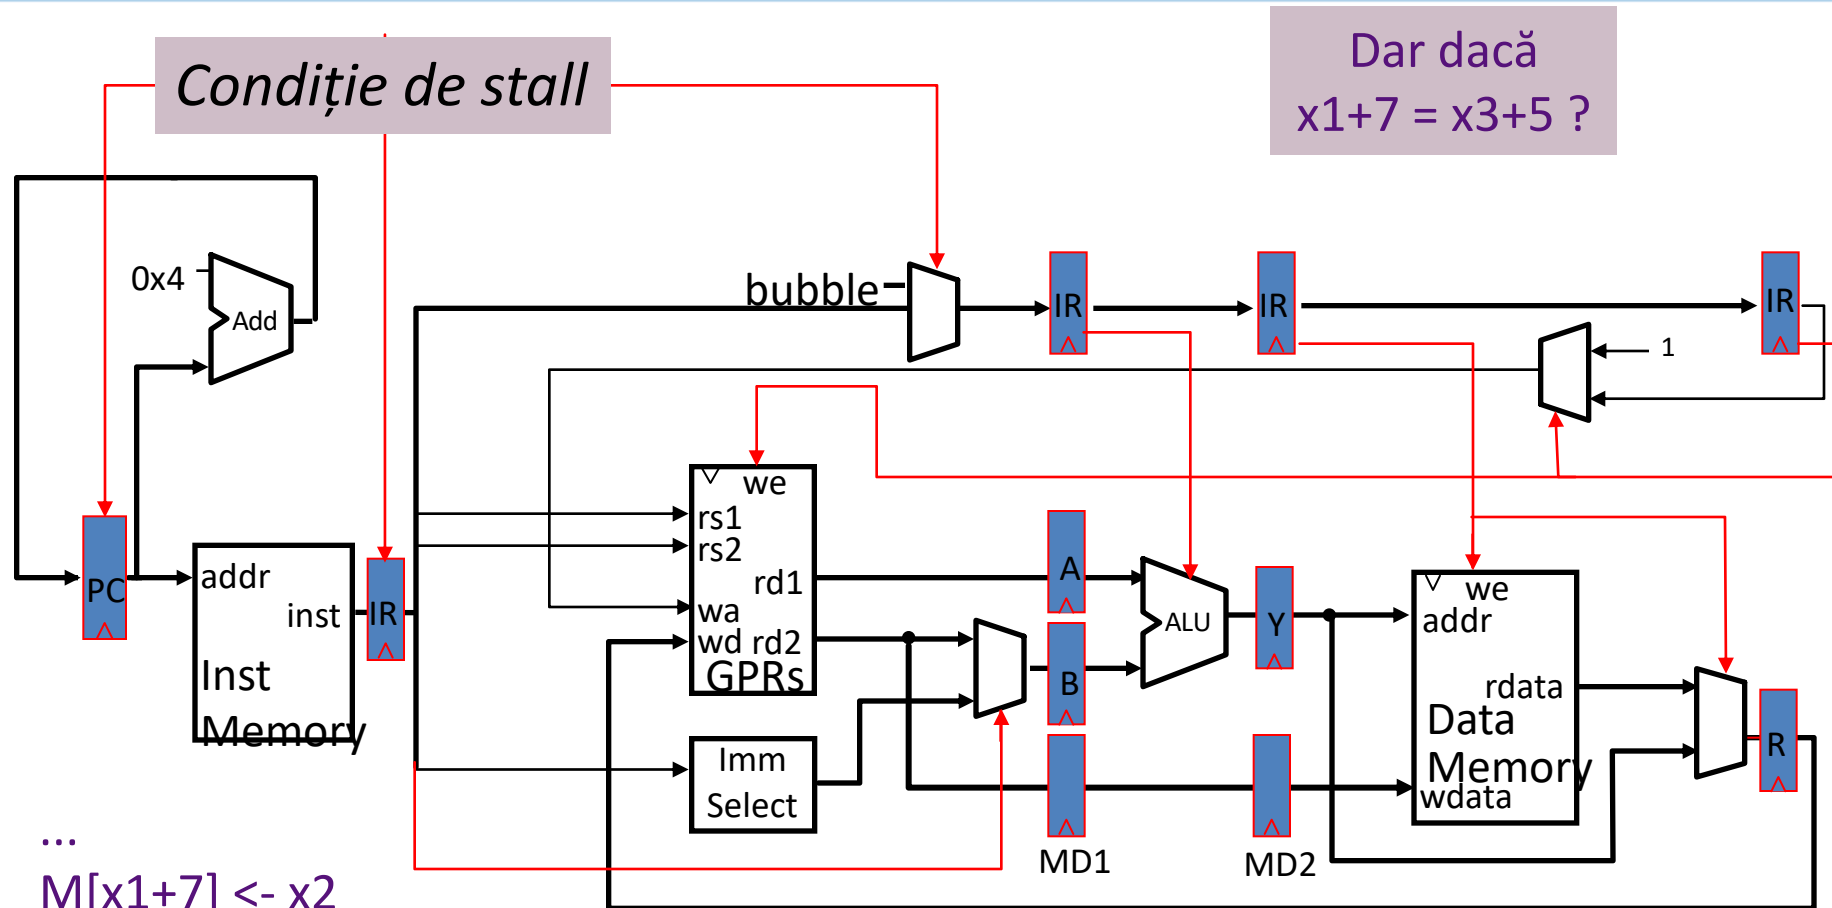 Condiție de stall
Dar dacă
x1+7 = x3+5 ?
0x4
Add
bubble
IR
IR
IR
1
we
rs1
rs2
rd1
wa
wd rd2
GPRs
A
B
ALU
Y
PC
addr
inst
IR
Inst
Memory
we
addr
rdata
Data
Memory
wdata
R
Imm
Select
MD1
MD2
...
M[x1+7] <- x2